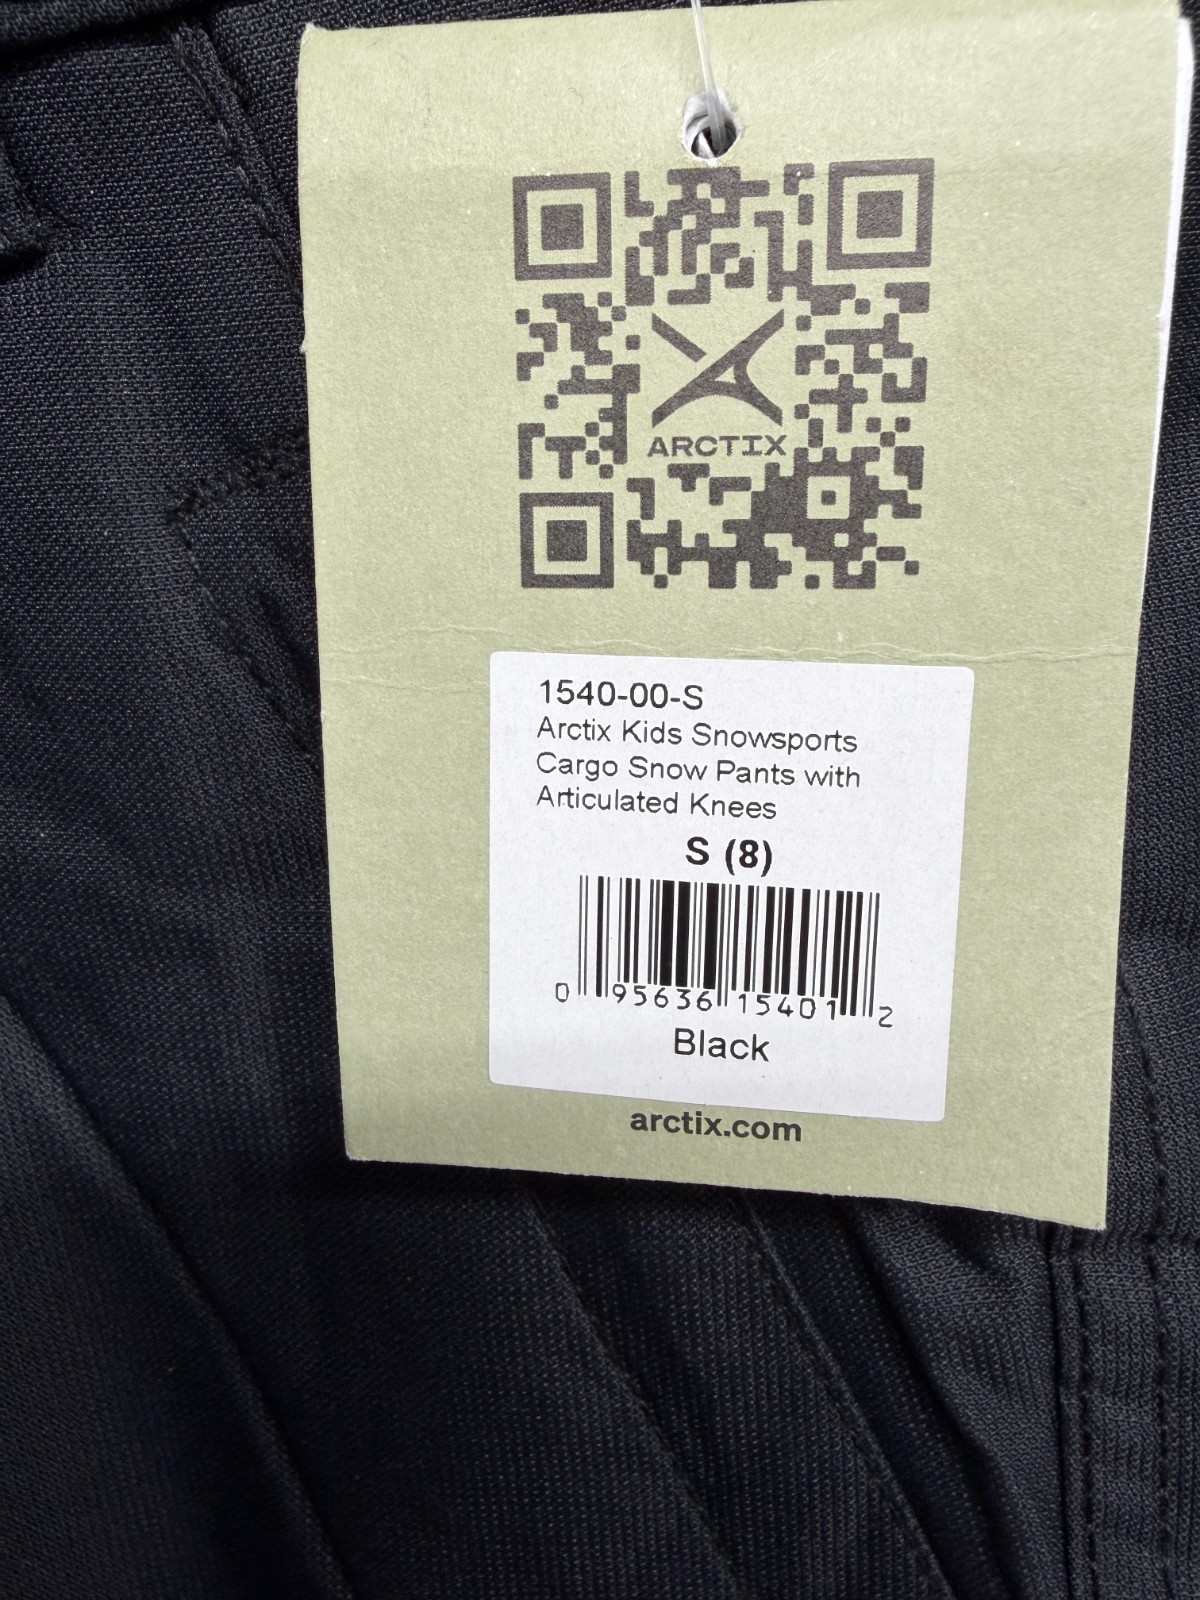 ARCTIX
1540-00-S
Arctix Kids Snowsports
Cargo Snow Pants with
Articulated Knees
S (8)
0 95636 15401 2
Black
arctix.com